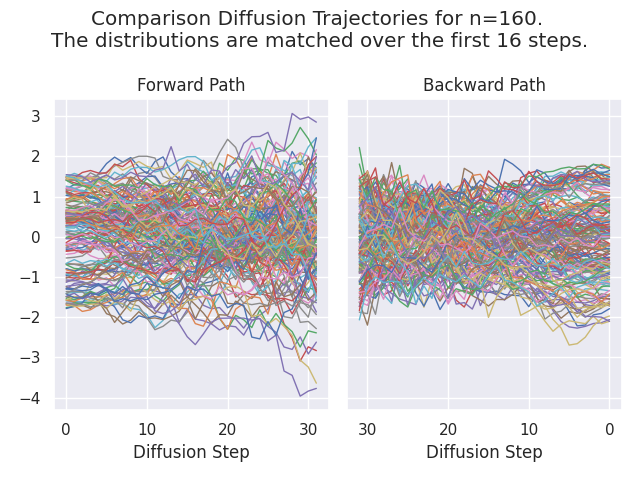 Comparison Diffusion Trajectories for n=160.
The distributions are matched over the first 16 steps.
Forward Path
Backward Path
3
2
1
0
−1
−2
−3
−4
0 10 20 30
30 20 10 0
Diffusion Step
Diffusion Step